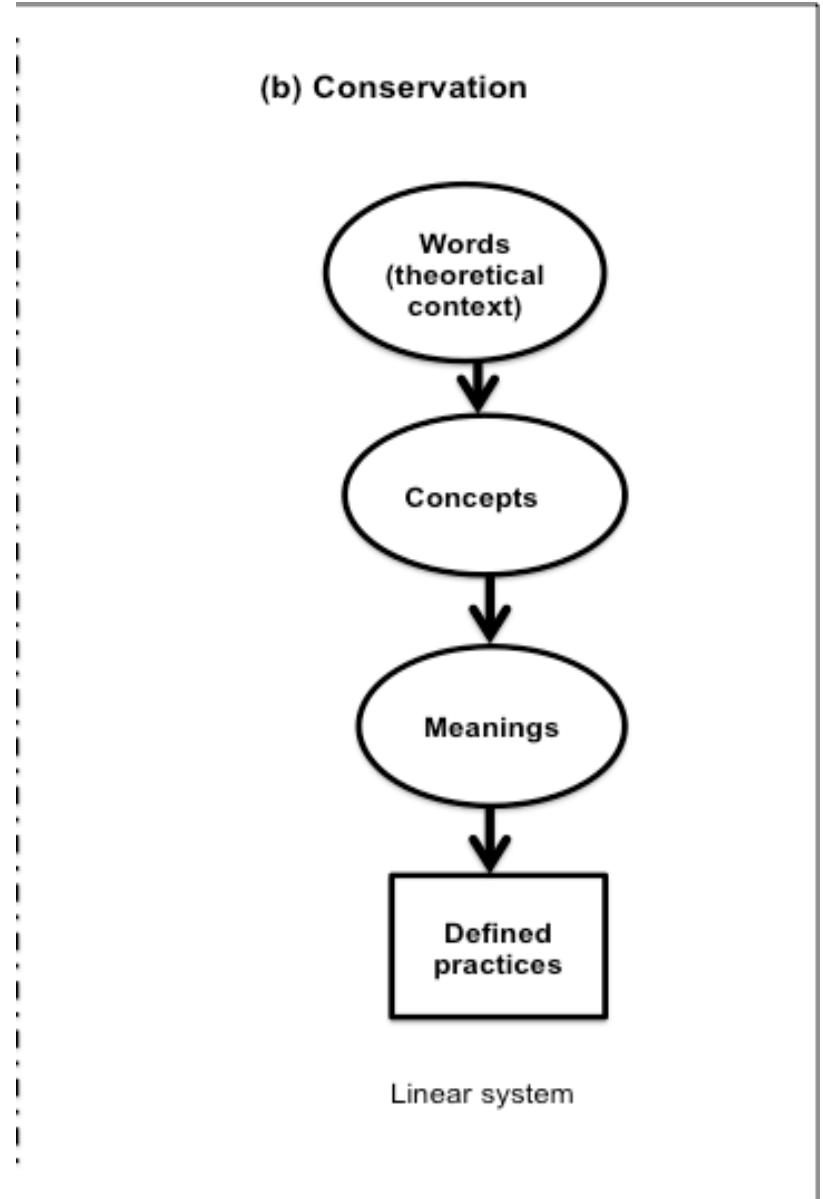 (b) Conservation
Words
(theoretical
context)
Concepts
Meanings
Defined
practices
Linear system